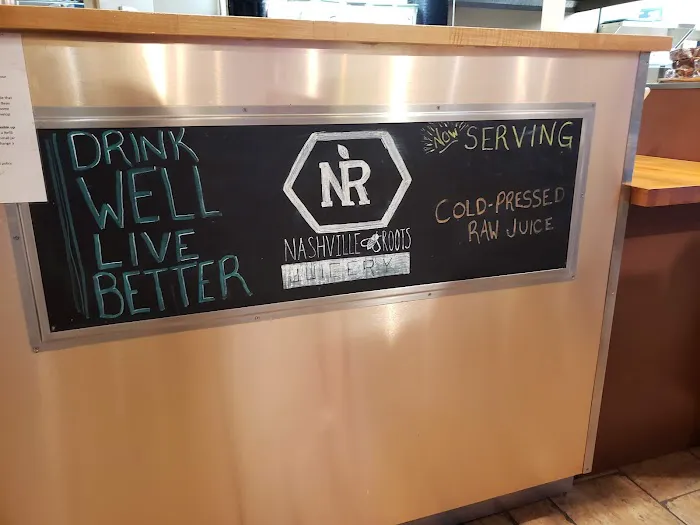 DRINK
WELL
LIVE
BETTER
NR
NASHVILLE ROOTS
JUICERY
NOW SERVING
COLD-PRESSED
RAW JUICE